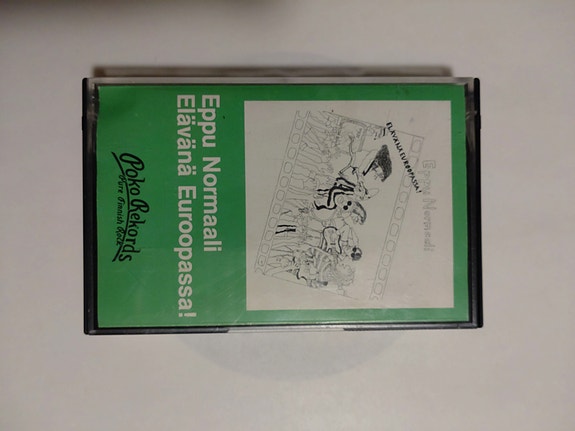 Eppu Normaali
ELÄVÄNÄ EUROOPASSA!
Eppu Normaali
Elävänä Euroopassa!
Poko Rekords
Pure Finnish Rock